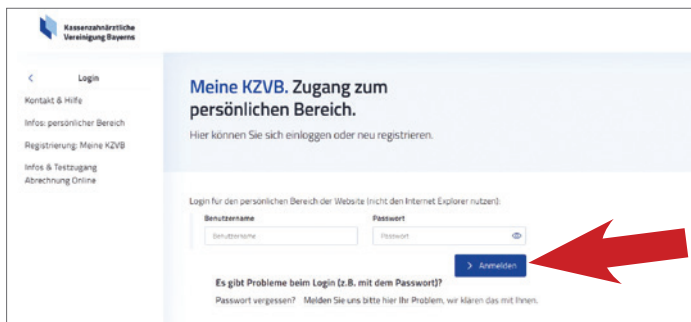 Kassenzahnärztliche
Vereinigung Bayerns
Login
Kontakt & Hilfe
Infos: persönlicher Bereich
Registrierung: Meine KZVB
Infos & Testzugang
Abrechnung Online
Meine KZVB. Zugang zum
persönlichen Bereich.
Hier können Sie sich einloggen oder neu registrieren.
Login für den persönlichen Bereich der Website (nicht den Internet Explorer nutzen):
Benutzername Passwort
Benutzername Passwort
Anmelden
Es gibt Probleme beim Login (z.B. mit dem Passwort)?
Passwort vergessen? Melden Sie uns bitte hier Ihr Problem, wir klären das mit Ihnen.